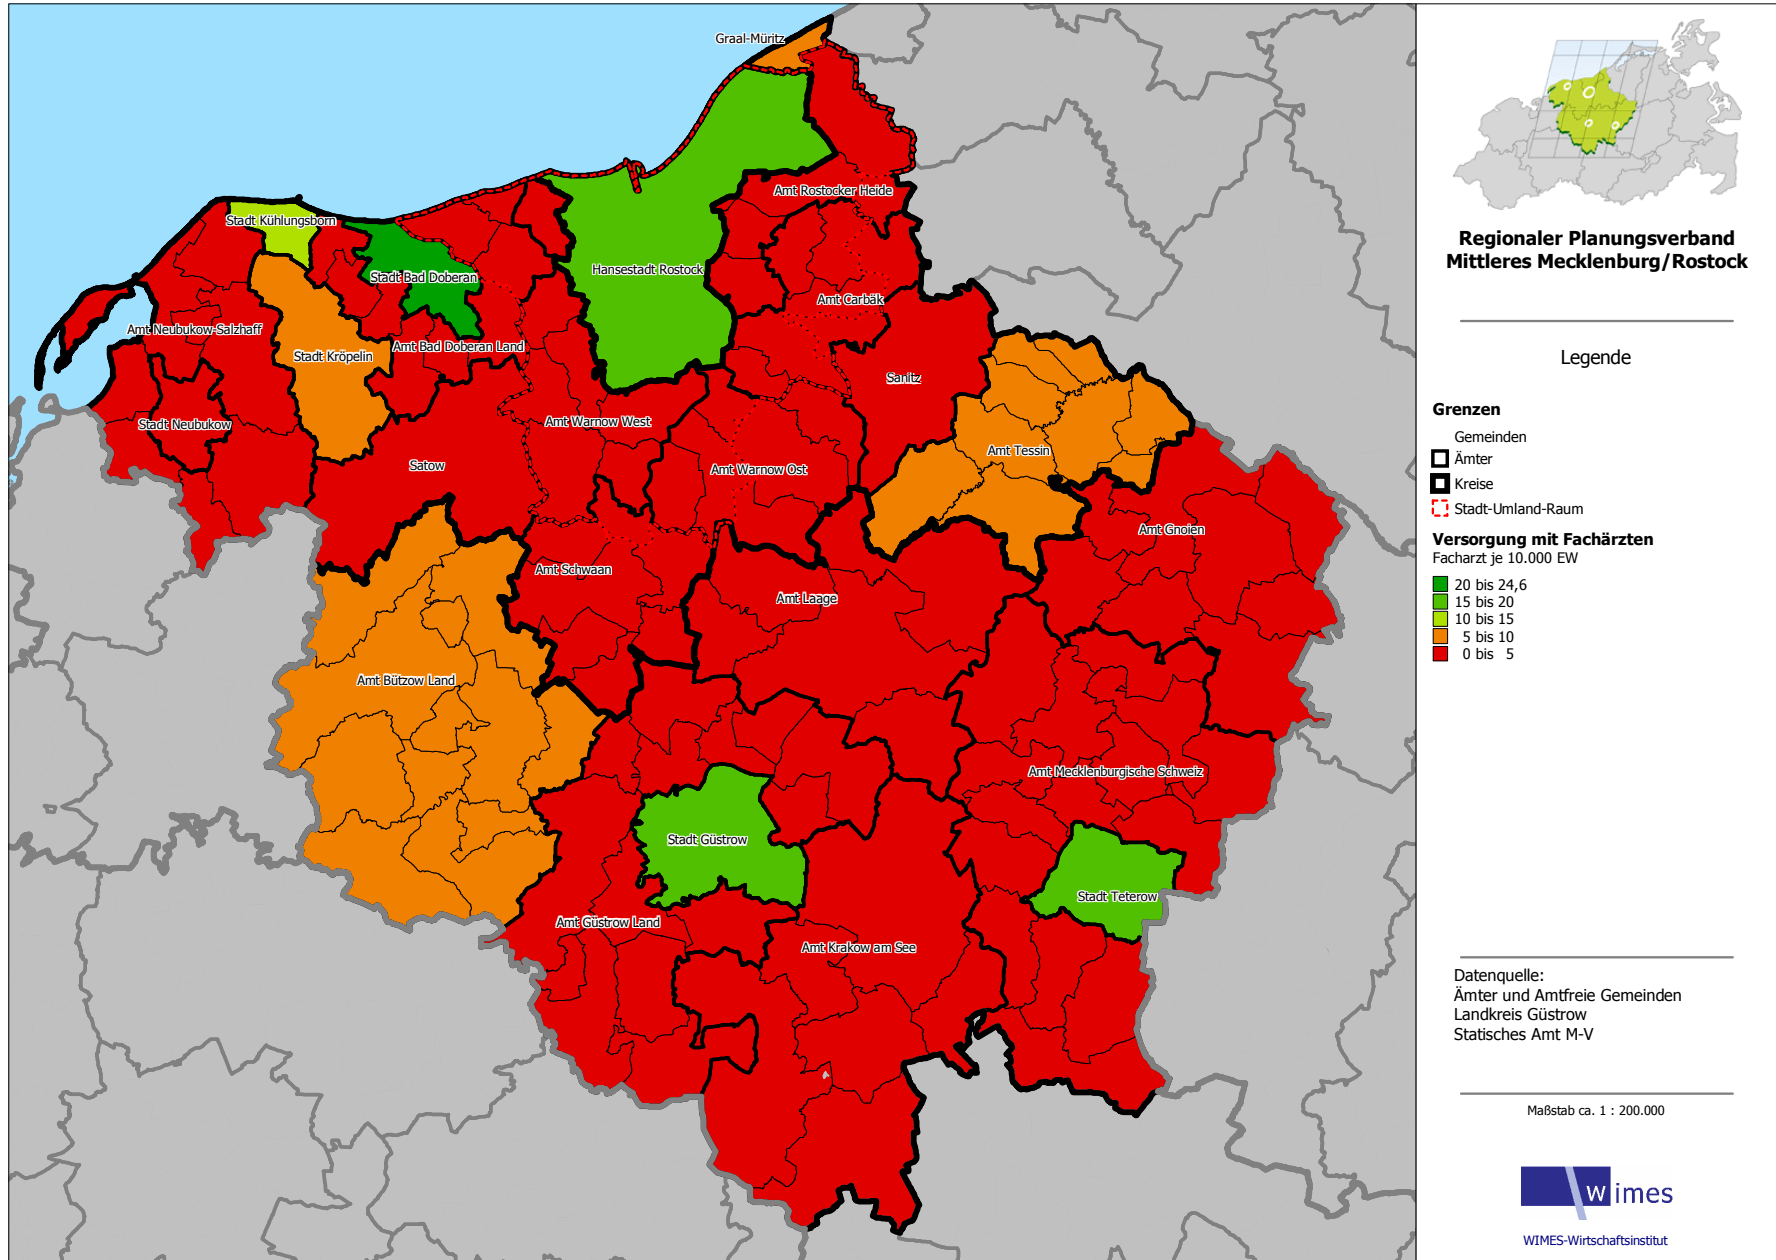 Graal-Müritz
Amt Rostocker Heide
Stadt Kühlungsborn
Hansestadt Rostock
Stadt Bad Doberan
Amt Carbäk
Amt Neubukow-Salzhaff
Stadt Kröpelin
Amt Bad Doberan Land
Sanitz
Stadt Neubukow
Amt Warnow West
Satow
Amt Warnow Ost
Amt Tessin
Amt Gnoien
Amt Schwaan
Amt Laage
Amt Bützow Land
Amt Mecklenburgische Schweiz
Stadt Güstrow
Stadt Teterow
Amt Güstrow Land
Amt Krakow am See
Regionaler Planungsverband
Mittleres Mecklenburg/Rostock
Legende
Grenzen
Gemeinden
Ämter
Kreise
Stadt-Umland-Raum
Versorgung mit Fachärzten
Facharzt je 10.000 EW
20 bis 24,6
15 bis 20
10 bis 15
5 bis 10
0 bis 5
Datenquelle:
Ämter und Amtfreie Gemeinden
Landkreis Güstrow
Statisches Amt M-V
Maßstab ca. 1 : 200.000
wimes
WIMES-Wirtschaftsinstitut